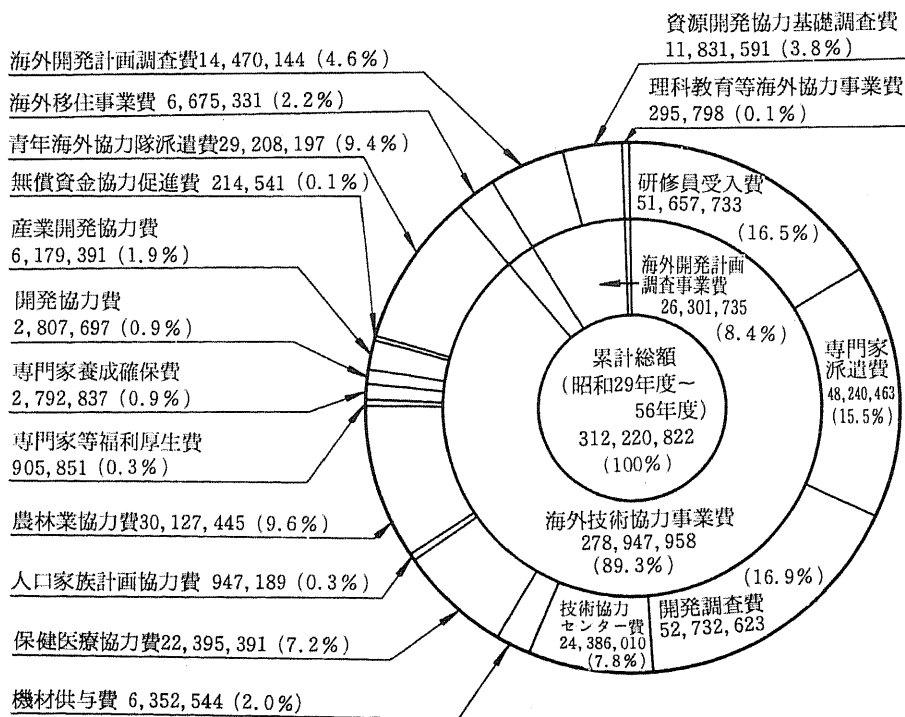 資源開発協力基礎調査費
11,831,591 (3.8%)
海外開発計画調査費14,470,144 (4.6%)
理科教育等海外協力事業費
295,798 (0.1%)
海外移住事業費 6,675,331 (2.2%)
青年海外協力隊派遣費29,208,197 (9.4%)
無償資金協力促進費 214,541 (0.1%)
産業開発協力費
6,179,391 (1.9%)
開発協力費
2,807,697 (0.9%)
専門家養成確保費
2,792,837 (0.9%)
専門家等福利厚生費
905,851 (0.3%)
農林業協力費30,127,445 (9.6%)
人口家族計画協力費 947,189 (0.3%)
保健医療協力費22,395,391 (7.2%)
機材供与費 6,352,544 (2.0%)
研修員受入費
51,657,733
(16.5%)
海外開発計画
調査事業費
26,301,735
(8.4%)
専門家
派遣費
48,240,463
(15.5%)
累計総額
(昭和29年度～
56年度)
312,220,822
(100%)
海外技術協力事業費
278,947,958
(89.3%)
(16.9%)
開発調査費
52,732,623
技術協力
センター費
24,386,010
(7.8%)